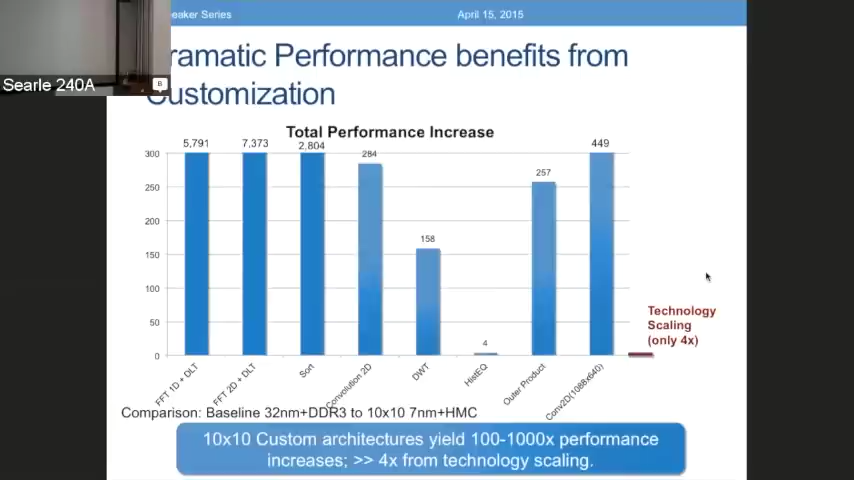 eaker Series
April 15, 2015
Searle 240A
ramatic Performance benefits from
ustomization
Total Performance Increase
5,791
7,373
2,804
284
158
4
257
449
300
250
200
150
100
50
0
FFT 1D + DLT
FFT 2D + DLT
Sort
Convolution 2D
DWT
HistEQ
Outer Product
Conv2D(1088x640)
Technology
Scaling
(only 4x)
Comparison: Baseline 32nm+DDR3 to 10x10 7nm+HMC
10x10 Custom architectures yield 100-1000x performance
increases; >> 4x from technology scaling.